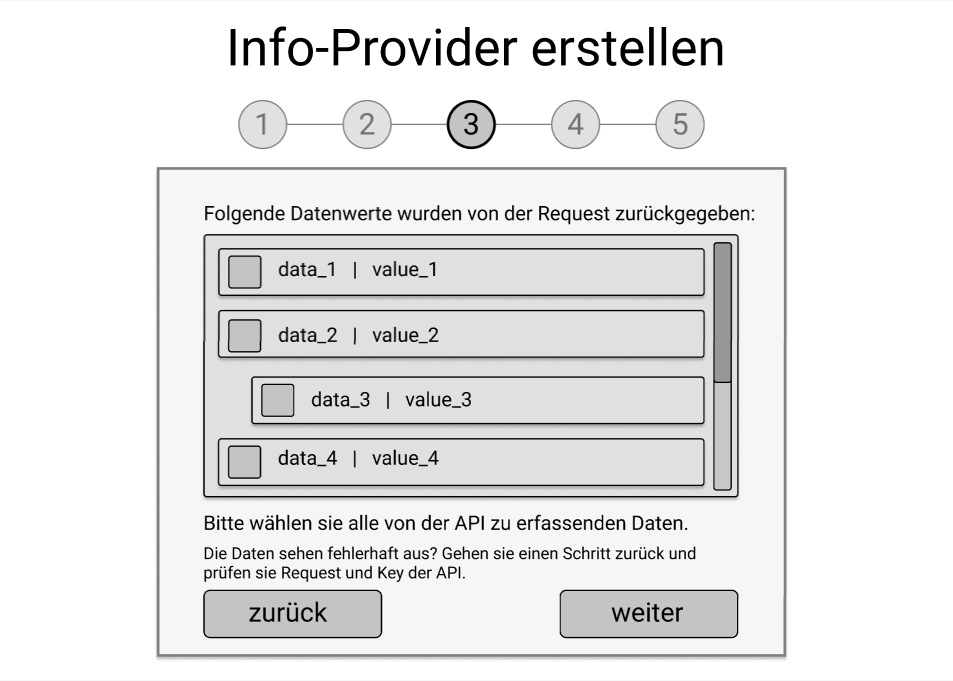 Info-Provider erstellen
1 2 3 4 5
Folgende Datenwerte wurden von der Request zurückgegeben:
data_1 | value_1
data_2 | value_2
data_3 | value_3
data_4 | value_4
Bitte wählen sie alle von der API zu erfassenden Daten.
Die Daten sehen fehlerhaft aus? Gehen sie einen Schritt zurück und
prüfen sie Request und Key der API.
zurück weiter